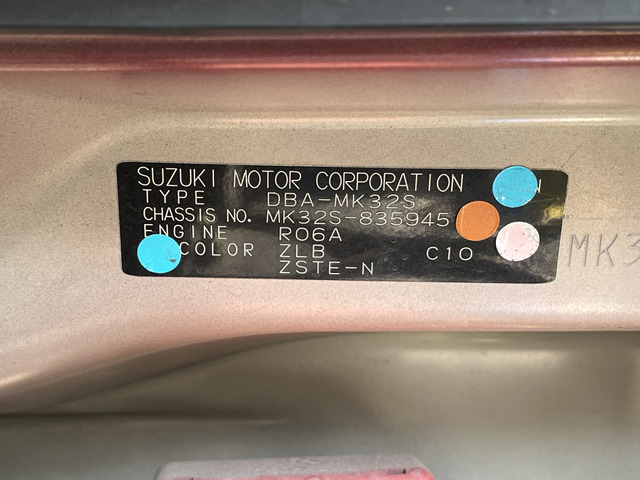 SUZUKI MOTOR CORPORATION
TYPE DBA-MK32S
CHASSIS NO. MK32S-835945
ENGINE R06A
COLOR ZLB C10
ZSTE-N
MK3